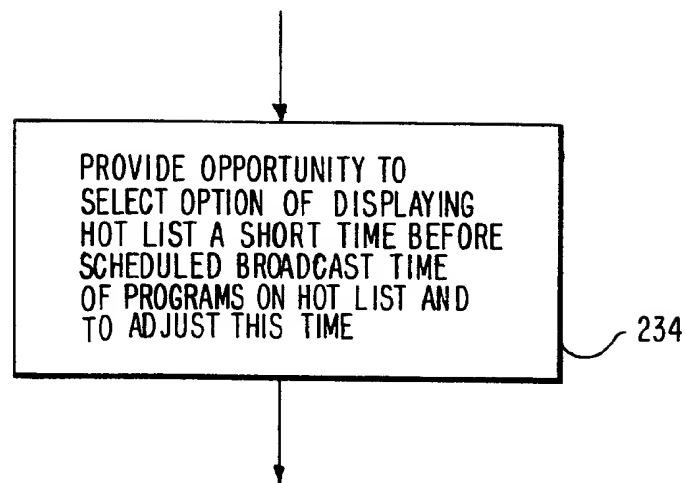 PROVIDE OPPORTUNITY TO
SELECT OPTION OF DISPLAYING
HOT LIST A SHORT TIME BEFORE
SCHEDULED BROADCAST TIME
OF PROGRAMS ON HOT LIST AND
TO ADJUST THIS TIME
234